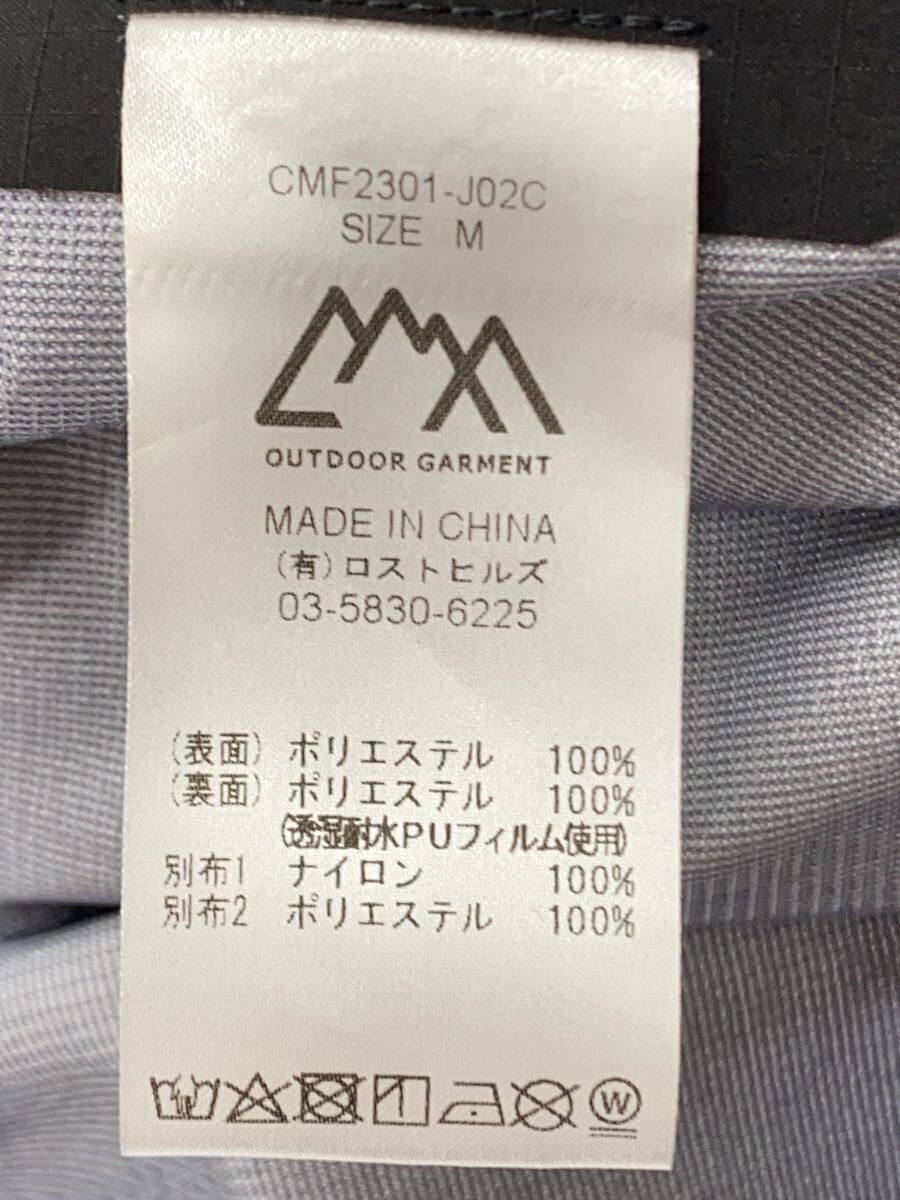 CMF2301-J02C
SIZE M
OUTDOOR GARMENT
MADE IN CHINA
(有)ロストヒルズ
03-5830-6225
(表面) ポリエステル 100%
(裏面) ポリエステル 100%
(透湿耐水PUフィルム使用)
別布1 ナイロン 100%
別布2 ポリエステル 100%
W